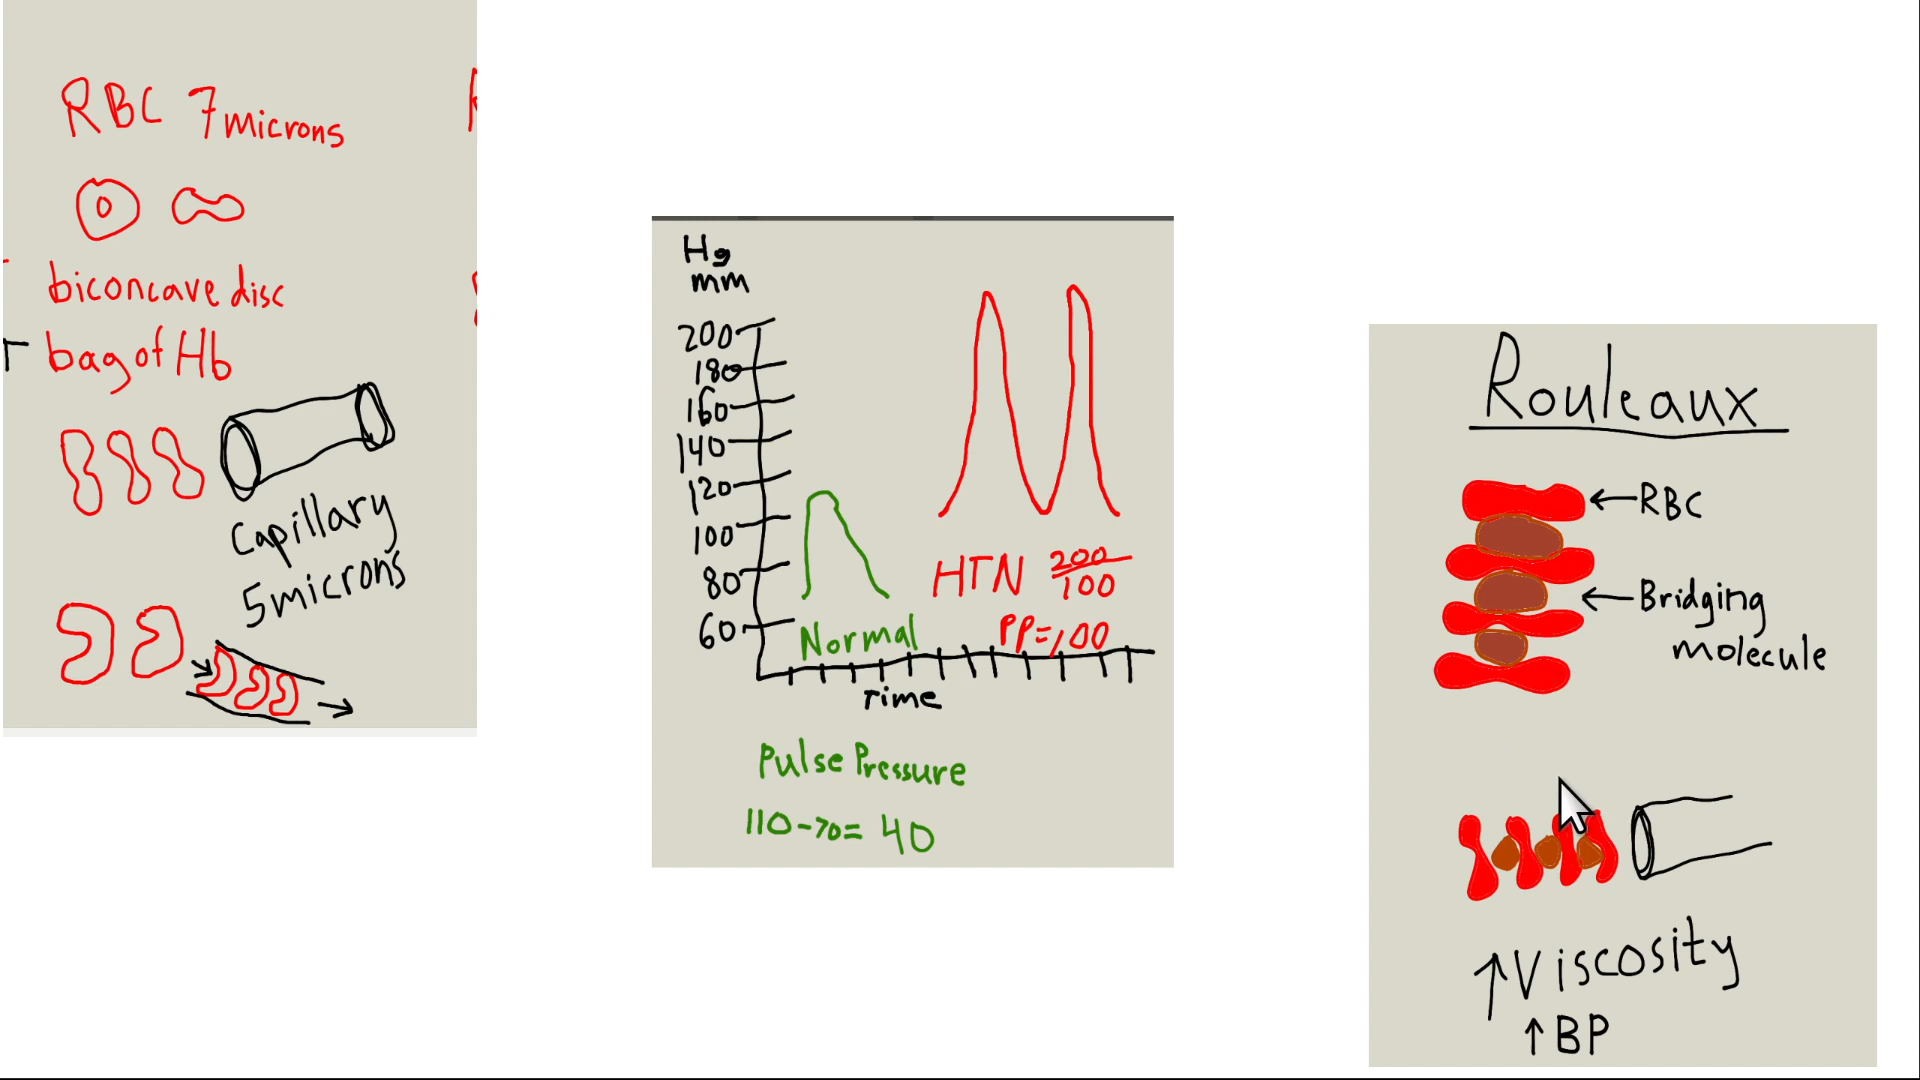 RBC 7microns
biconcave disc
bag of Hb
Capillary
5microns
Hg
mm
200
180
160
140
120
100
80
60
Normal
HTN 200/100
PP=100
Time
Pulse Pressure
110-70= 40
Rouleaux
←RBC
←Bridging
molecule
↑Viscosity
↑BP